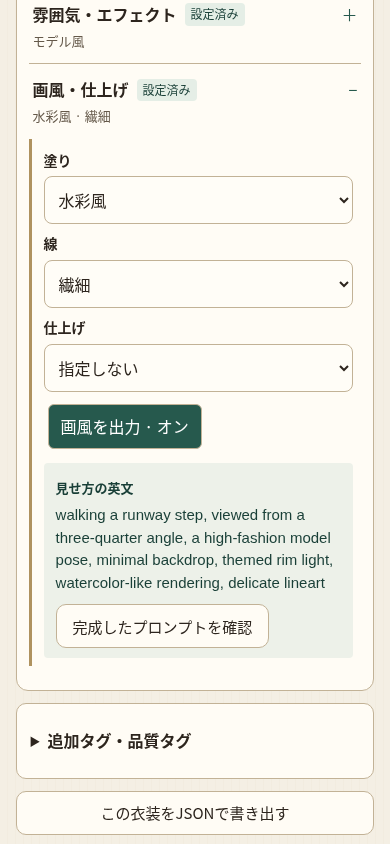 雰囲気・エフェクト 設定済み ＋
モデル風
画風・仕上げ 設定済み −
水彩風・繊細
塗り
水彩風
線
繊細
仕上げ
指定しない
画風を出力・オン
見せ方の英文
walking a runway step, viewed from a
three-quarter angle, a high-fashion model
pose, minimal backdrop, themed rim light,
watercolor-like rendering, delicate lineart
完成したプロンプトを確認
▶ 追加タグ・品質タグ
この衣装をJSONで書き出す